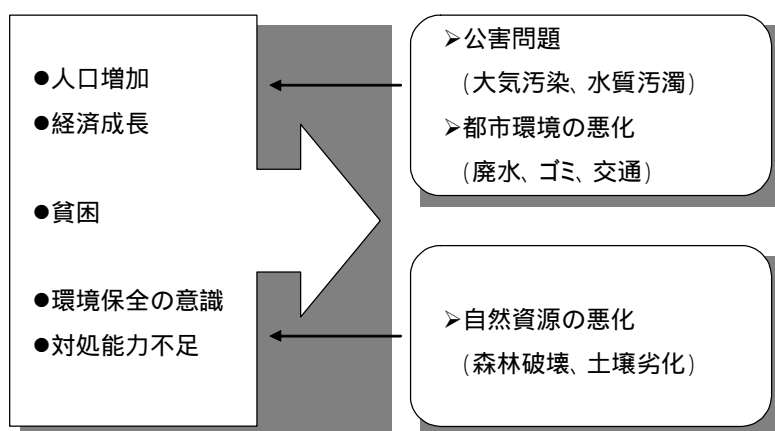 ●人口増加
●経済成長
●貧困
●環境保全の意識
●対処能力不足
➢公害問題
(大気汚染、水質汚濁)
➢都市環境の悪化
(廃水、ゴミ、交通)
➢自然資源の悪化
(森林破壊、土壌劣化)